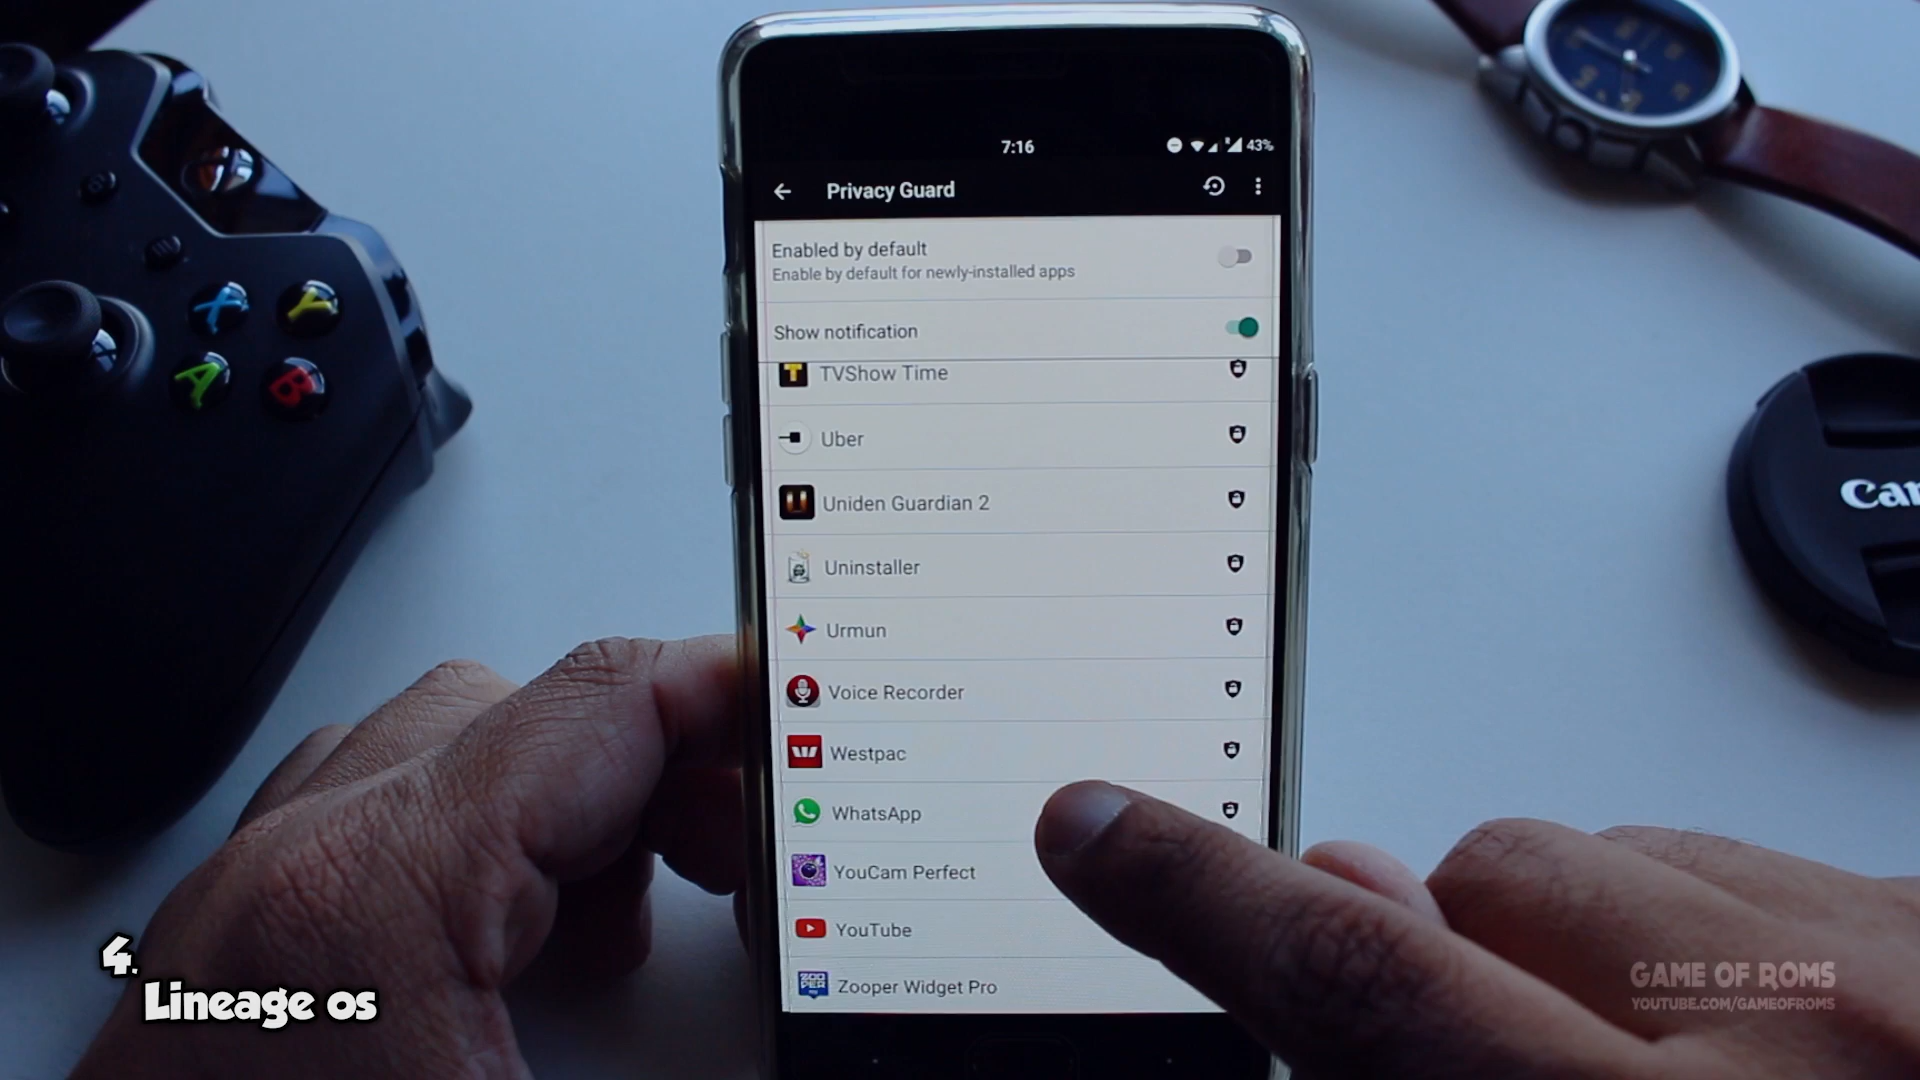 7:16
43%
Privacy Guard
Enabled by default
Enable by default for newly-installed apps
Show notification
TVShow Time
Uber
Uniden Guardian 2
Uninstaller
Urmun
Voice Recorder
Westpac
WhatsApp
YouCam Perfect
YouTube
ZOOPER
Zooper Widget Pro
X
Y
A
B
Can
4.
Lineage os
GAME OF ROMS
YOUTUBE.COM/GAMEOFROMS